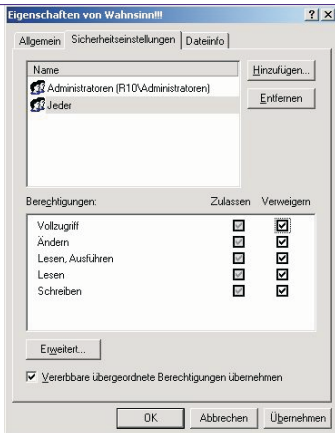 Eigenschaften von Wahnsinn!!!
Allgemein Sicherheitseinstellungen Dateiinfo
Name
Administratoren (R10\Administratoren)
Jeder
Hinzufügen...
Entfernen
Berechtigungen: Zulassen Verweigern
Vollzugriff
Ändern
Lesen, Ausführen
Lesen
Schreiben
Erweitert...
Vererbbare übergeordnete Berechtigungen übernehmen
OK Abbrechen Übernehmen